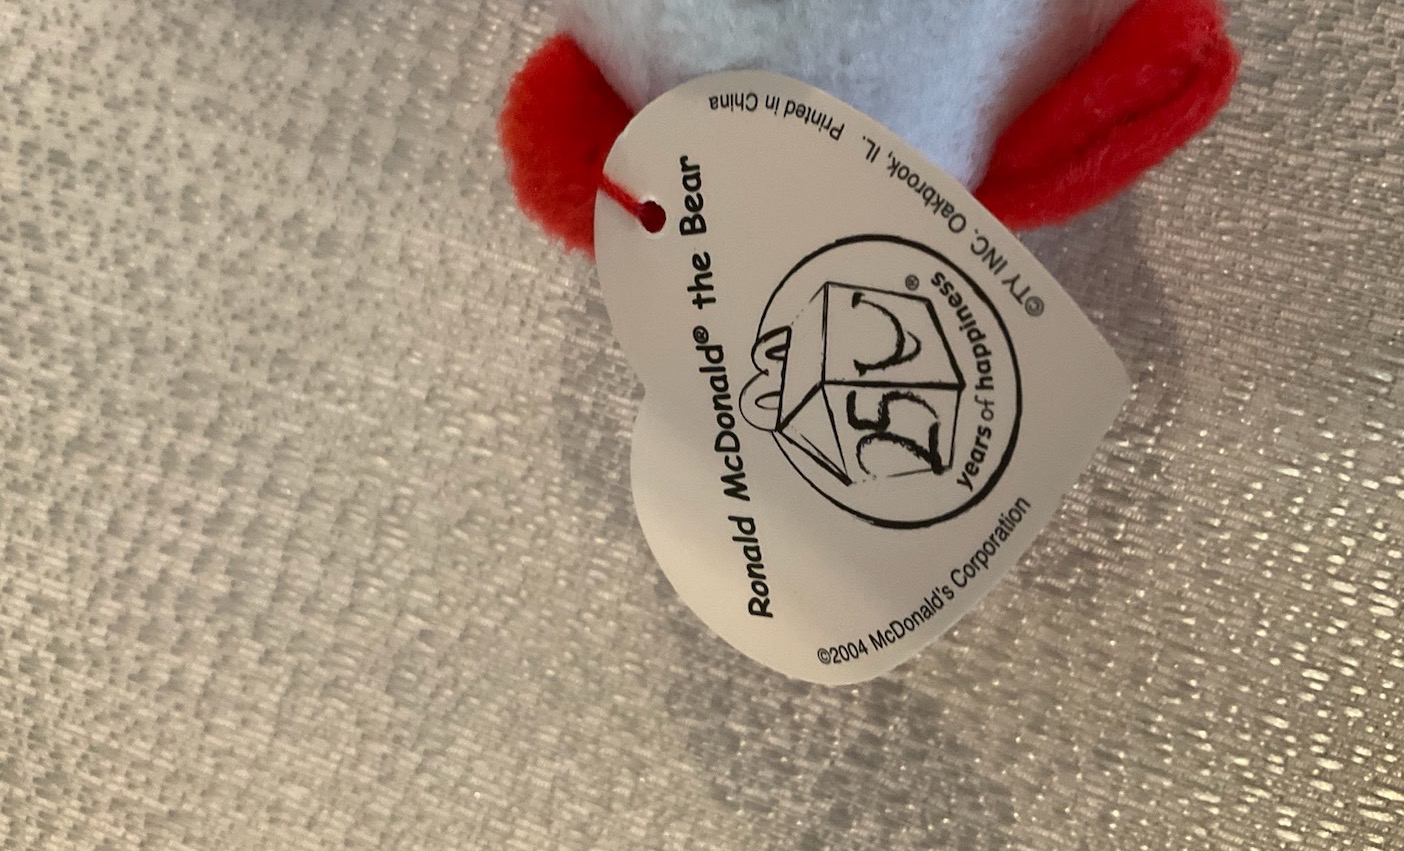 Ronald McDonald® the Bear
25
®
years of happiness
©2004 McDonald's Corporation
©TY INC. Oakbrook, IL. Printed in China